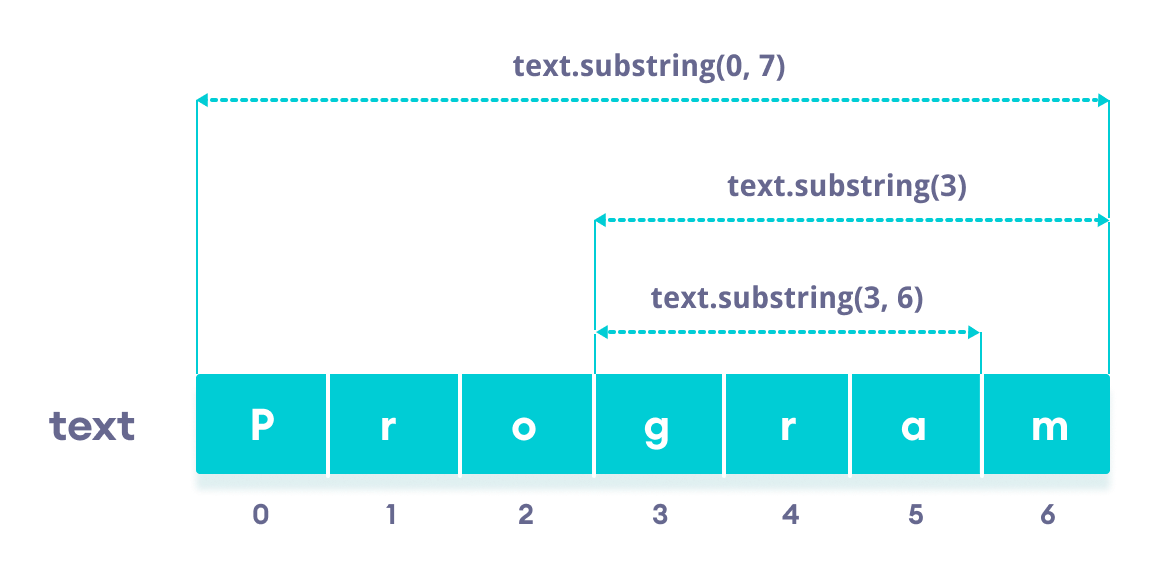 text.substring(0, 7)
text.substring(3)
text.substring(3, 6)
text P r o g r a m
0 1 2 3 4 5 6